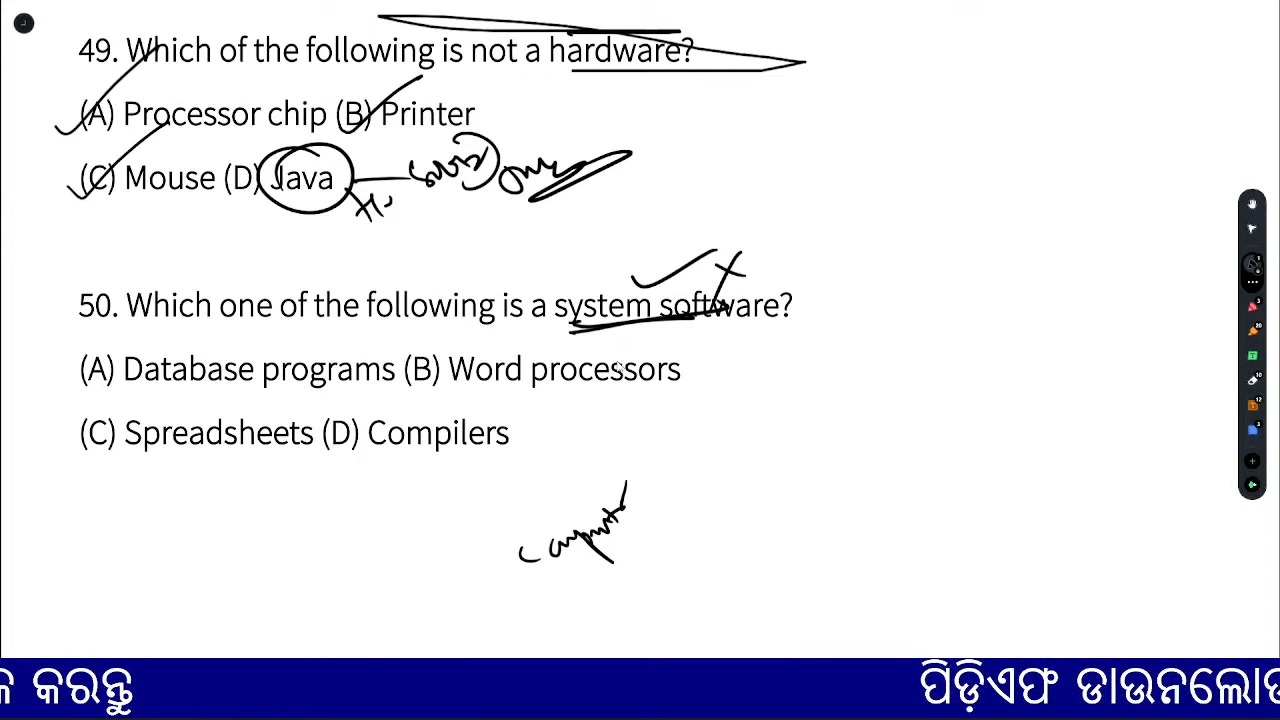 49. Which of the following is not a hardware?
(A) Processor chip (B) Printer
(C) Mouse (D) Java
50. Which one of the following is a system software?
(A) Database programs (B) Word processors
(C) Spreadsheets (D) Compilers
କରନ୍ତୁ ପିଡ଼ିଏଫ